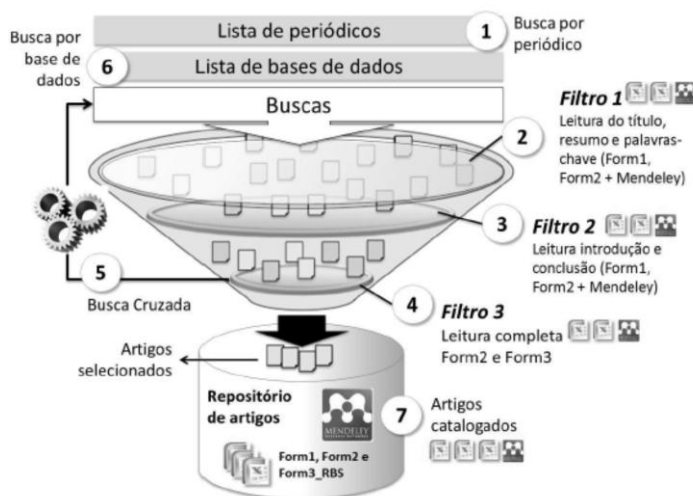 Lista de periódicos
1
Busca por
periódico
Busca por
base de
dados
6
Lista de bases de dados
Buscas
Filtro 1
Leitura do título,
resumo e palavras-
chave (Form1,
Form2 + Mendeley)
2
3
Filtro 2
Leitura introdução e
conclusão (Form1,
Form2 + Mendeley)
5
Busca Cruzada
4
Filtro 3
Leitura completa
Form2 e Form3
Artigos
selecionados
Repositório
de artigos
MENDELEY
7
Artigos
catalogados
Form1, Form2 e
Form3_RBS